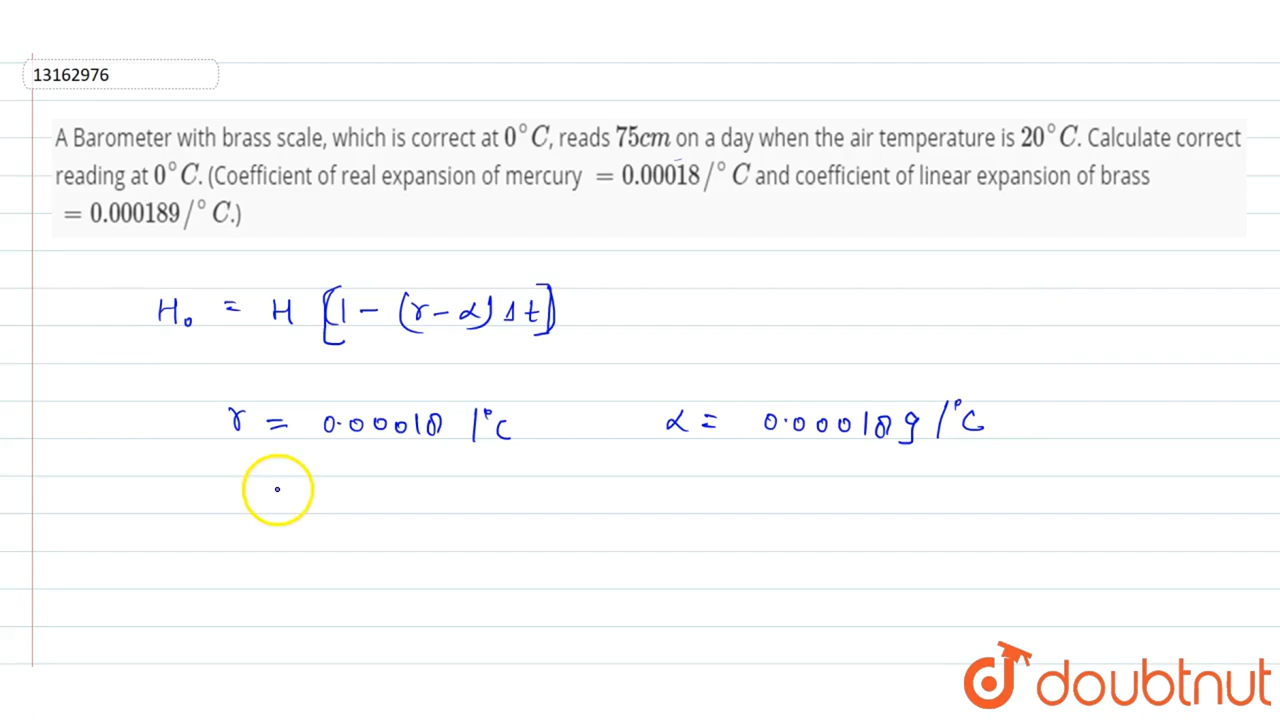 13162976
A Barometer with brass scale, which is correct at 0°C, reads 75cm on a day when the air temperature is 20°C. Calculate correct
reading at 0°C. (Coefficient of real expansion of mercury = 0.00018/°C and coefficient of linear expansion of brass
= 0.000189/°C.)
H₀ = H [1 - (r - α) Δt]
r = 0.00018 /°C α = 0.000189 /°C
doubtnut